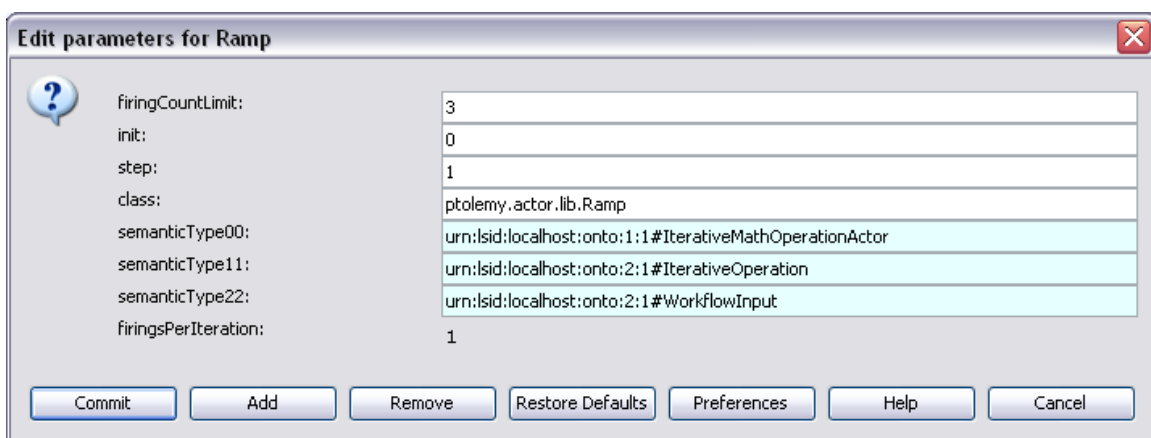 Edit parameters for Ramp
firingCountLimit: 3
init: 0
step: 1
class: ptolemy.actor.lib.Ramp
semanticType00: urn:lsid:localhost:onto:1:1#IterativeMathOperationActor
semanticType11: urn:lsid:localhost:onto:2:1#IterativeOperation
semanticType22: urn:lsid:localhost:onto:2:1#WorkflowInput
firingsPerIteration: 1
Commit Add Remove Restore Defaults Preferences Help Cancel